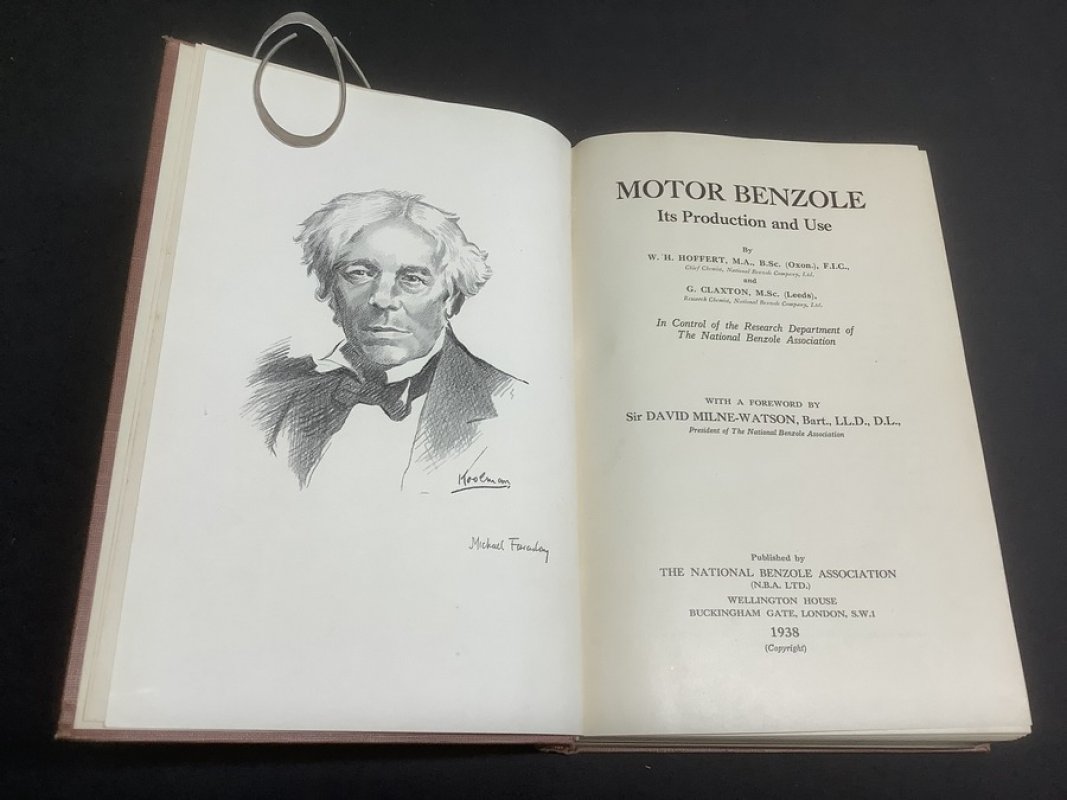 Koolman
Michael Faraday
MOTOR BENZOLE
Its Production and Use
By
W. H. HOFFERT, M.A., B.Sc. (Oxon.), F.I.C.,
Chief Chemist, National Benzole Company, Ltd.
and
G. CLAXTON, M.Sc. (Leeds),
Research Chemist, National Benzole Company, Ltd.
In Control of the Research Department of
The National Benzole Association
WITH A FOREWORD BY
Sir DAVID MILNE-WATSON, Bart., LL.D., D.L.,
President of The National Benzole Association
Published by
THE NATIONAL BENZOLE ASSOCIATION
(N.B.A. LTD.)
WELLINGTON HOUSE
BUCKINGHAM GATE, LONDON, S.W.1
1938
(Copyright)